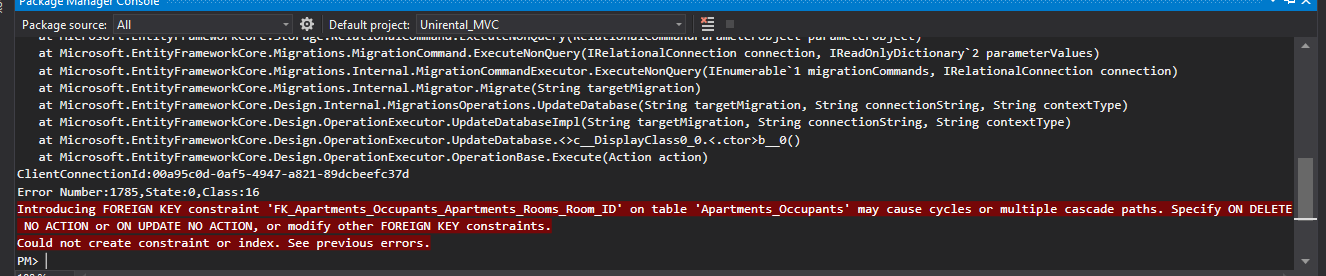 Package Manager Console
Package source: All Default project: Unirental_MVC
at Microsoft.EntityFrameworkCore.Storage.RelationalCommand.ExecuteNonQuery(RelationalCommandParameterObject parameterObject)
at Microsoft.EntityFrameworkCore.Migrations.MigrationCommand.ExecuteNonQuery(IRelationalConnection connection, IReadOnlyDictionary`2 parameterValues)
at Microsoft.EntityFrameworkCore.Migrations.Internal.MigrationCommandExecutor.ExecuteNonQuery(IEnumerable`1 migrationCommands, IRelationalConnection connection)
at Microsoft.EntityFrameworkCore.Migrations.Internal.Migrator.Migrate(String targetMigration)
at Microsoft.EntityFrameworkCore.Design.Internal.MigrationsOperations.UpdateDatabase(String targetMigration, String connectionString, String contextType)
at Microsoft.EntityFrameworkCore.Design.OperationExecutor.UpdateDatabaseImpl(String targetMigration, String connectionString, String contextType)
at Microsoft.EntityFrameworkCore.Design.OperationExecutor.UpdateDatabase.<>c__DisplayClass0_0.<.ctor>b__0()
at Microsoft.EntityFrameworkCore.Design.OperationExecutor.OperationBase.Execute(Action action)
ClientConnectionId:00a95c0d-0af5-4947-a821-89dcbeefc37d
Error Number:1785,State:0,Class:16
Introducing FOREIGN KEY constraint 'FK_Apartments_Occupants_Apartments_Rooms_Room_ID' on table 'Apartments_Occupants' may cause cycles or multiple cascade paths. Specify ON DELETE
NO ACTION or ON UPDATE NO ACTION, or modify other FOREIGN KEY constraints.
Could not create constraint or index. See previous errors.
PM>